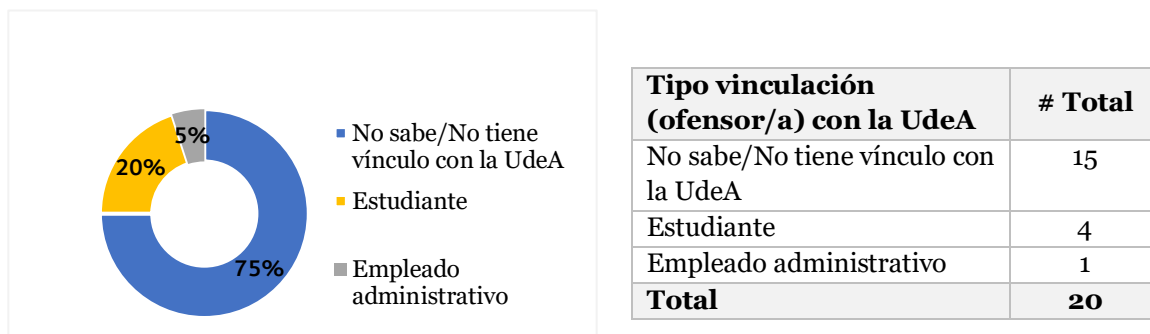 5%
20%
75%
No sabe/No tiene
vínculo con la UdeA
Estudiante
Empleado
administrativo
Tipo vinculación
(ofensor/a) con la UdeA
# Total
No sabe/No tiene vínculo con
la UdeA
15
Estudiante
4
Empleado administrativo
1
Total
20